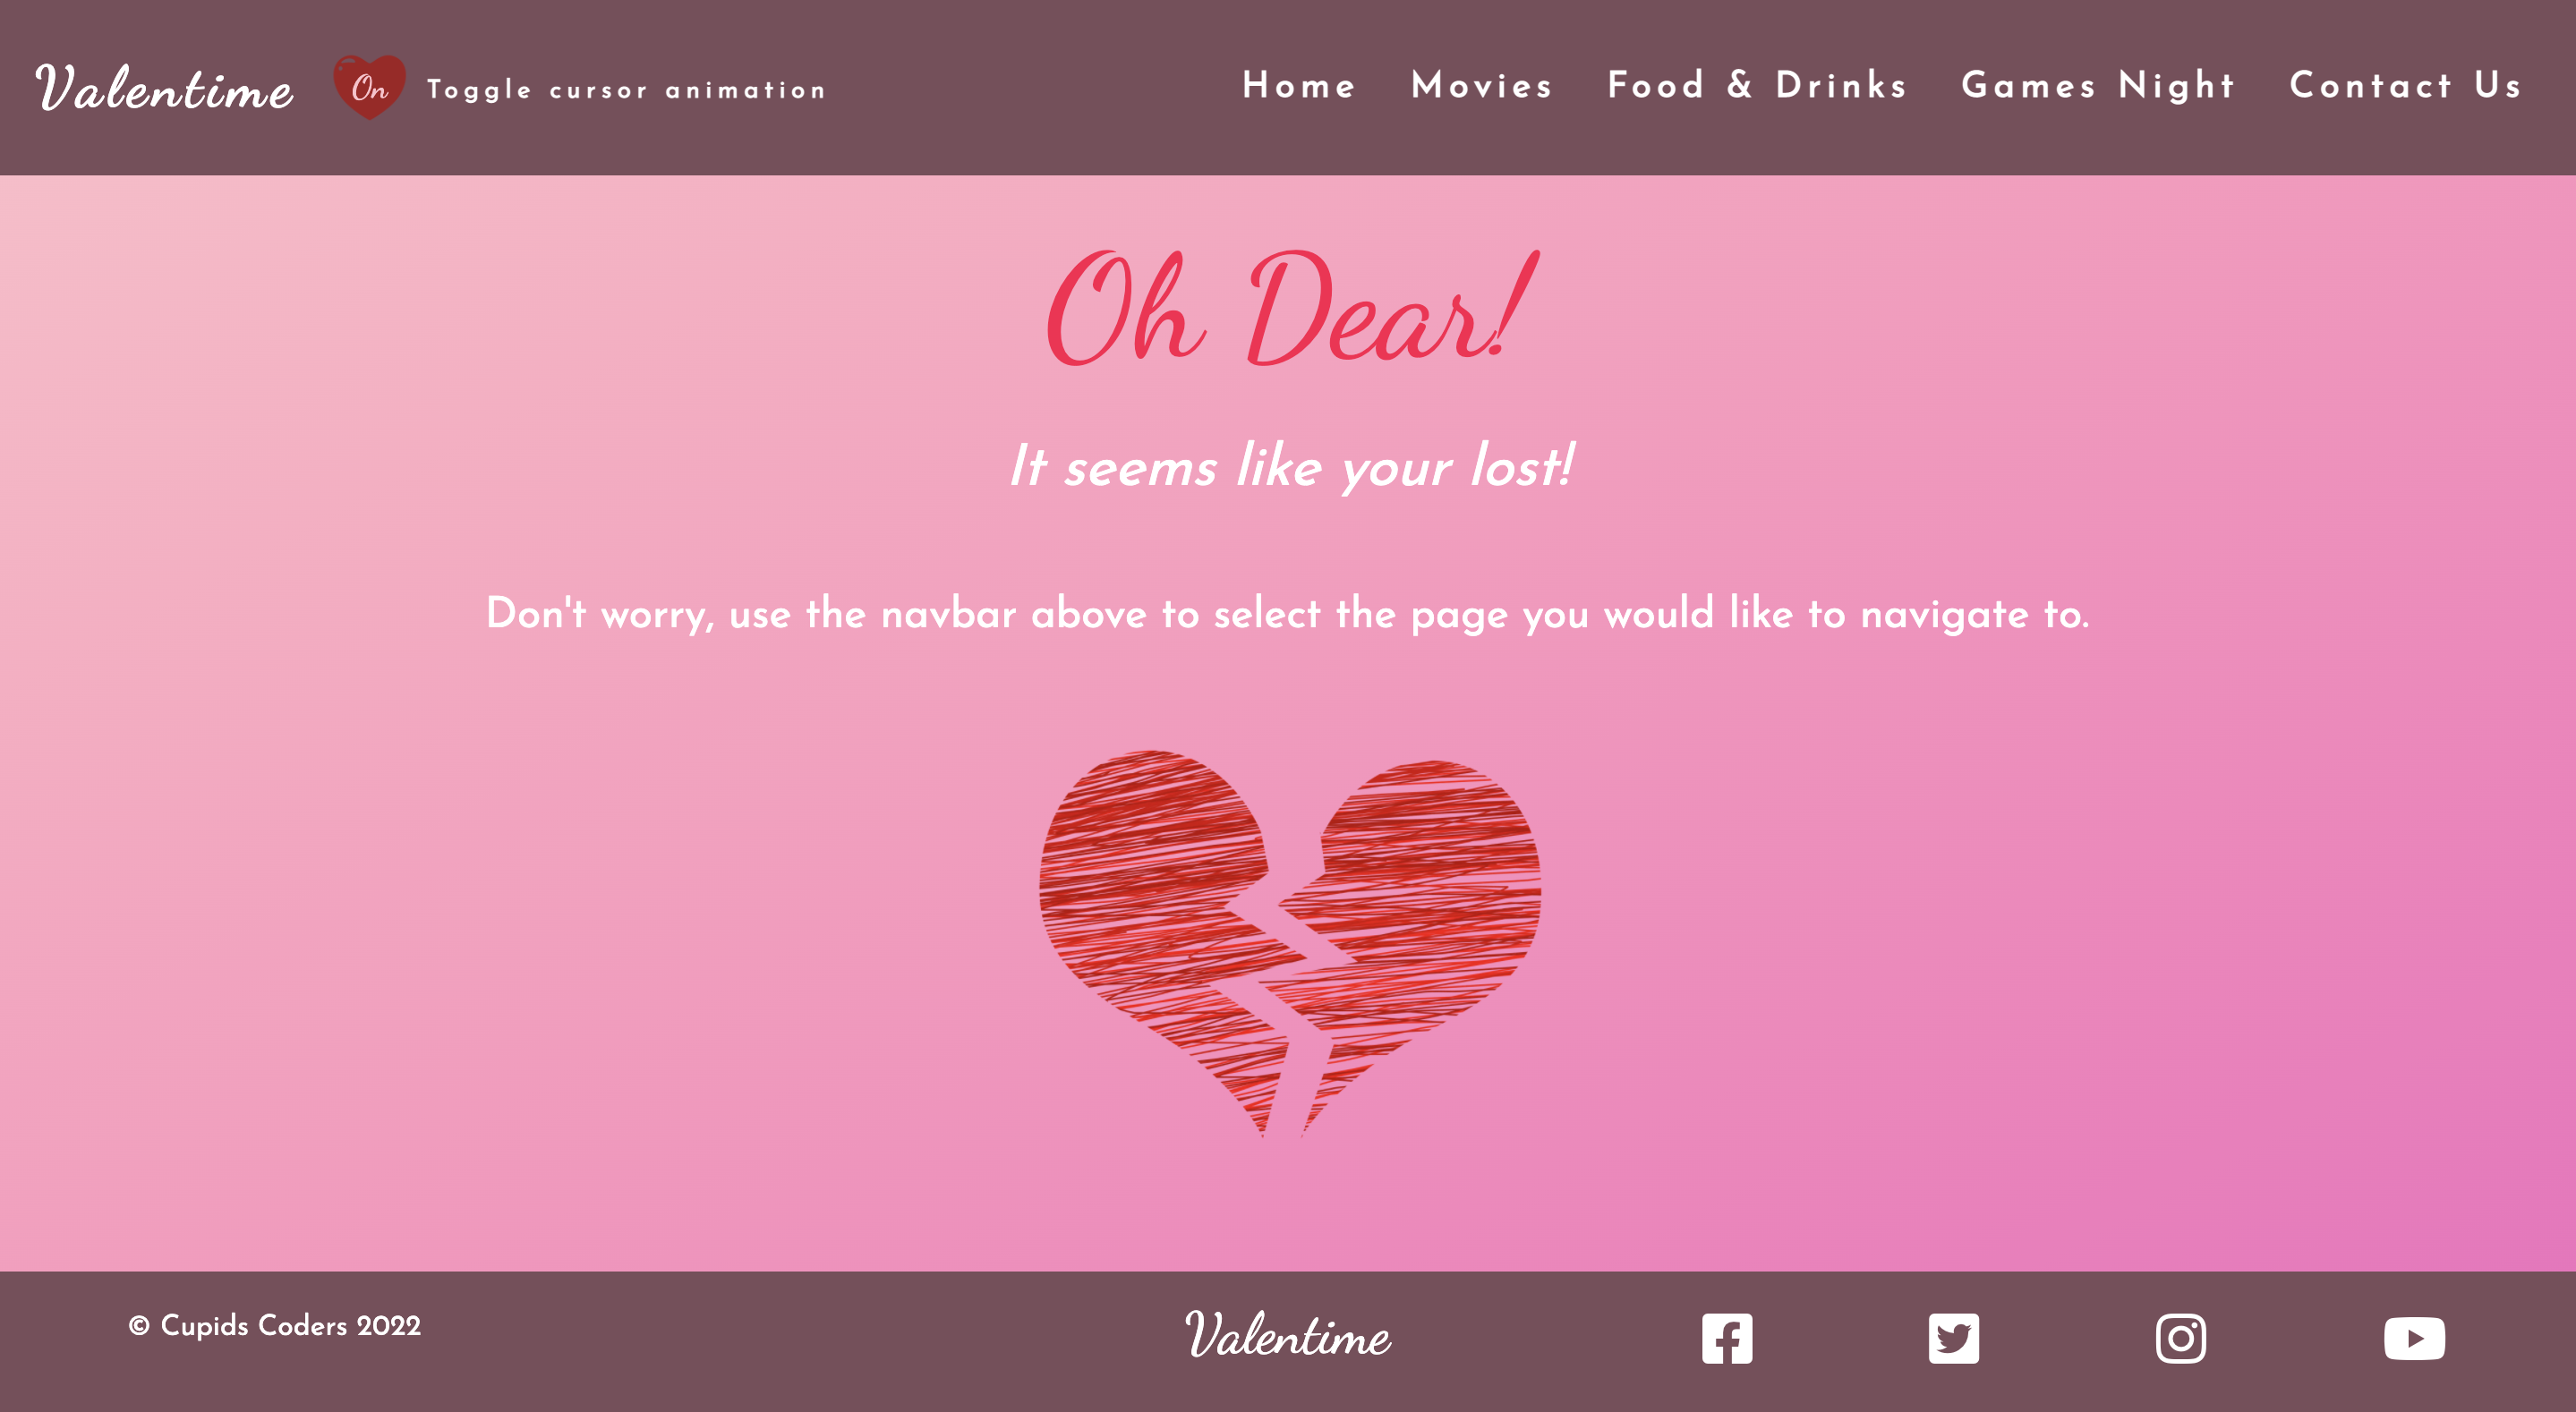 Valentime
On
Toggle cursor animation
Home
Movies
Food & Drinks
Games Night
Contact Us
Oh Dear!
It seems like your lost!
Don't worry, use the navbar above to select the page you would like to navigate to.
© Cupids Coders 2022
Valentime